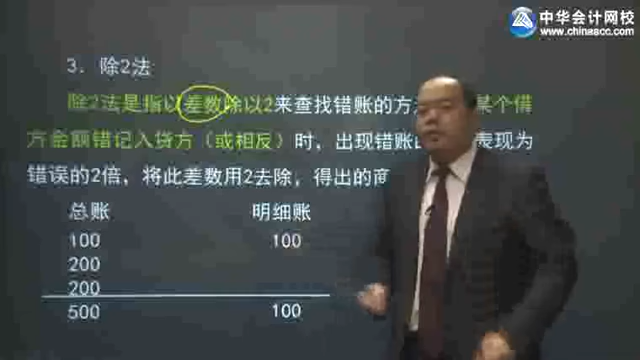 中华会计网校
www.chinaacc.com
3. 除2法
除2法是指以差数除以2来查找错账的方 某个借
方金额错记入贷方（或相反）时，出现错账 表现为
错误的2倍，将此差数用2去除，得出的商
总账 明细账
100 100
200
200
500 100